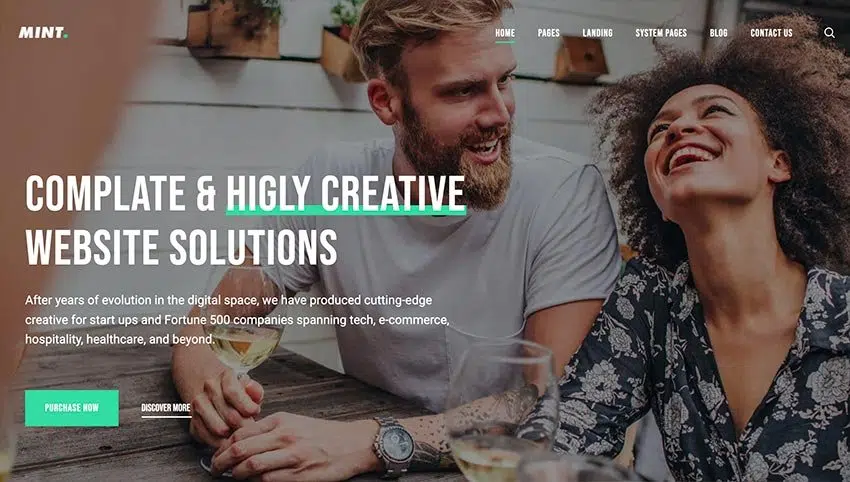 MINT.
HOME PAGES LANDING SYSTEM PAGES BLOG CONTACT US
COMPLATE & HIGLY CREATIVE
WEBSITE SOLUTIONS
After years of evolution in the digital space, we have produced cutting-edge
creative for start ups and Fortune 500 companies spanning tech, e-commerce,
hospitality, healthcare, and beyond.
PURCHASE NOW DISCOVER MORE